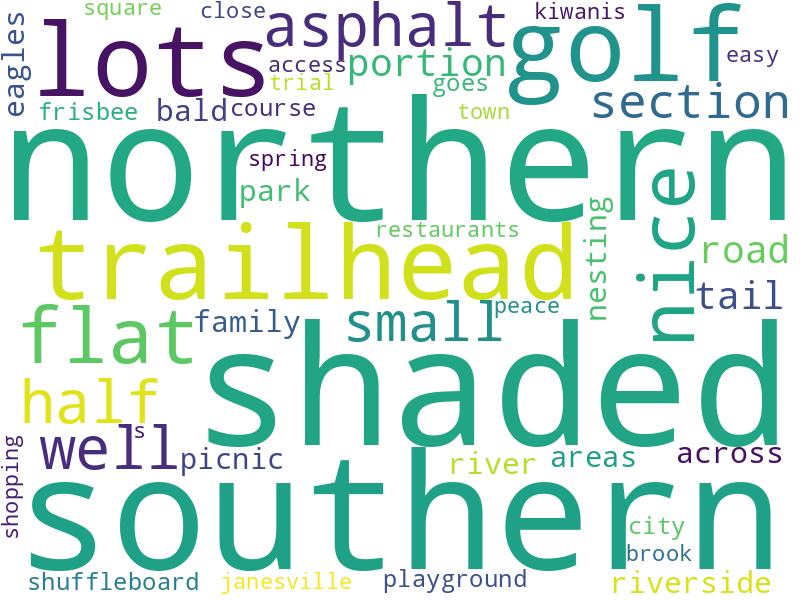 square
close
kiwanis
eagles
lots
asphalt
golf
easy
access
portion
trial
goes
frisbee
bald
course
town
section
northern
spring
park
nice
trailhead
restaurants
nesting
road
tail
flat
family
small
peace
shaded
half
well
s
picnic
river
areas
across
shopping
southern
city
brook
shuffleboard
janesville
playground
riverside